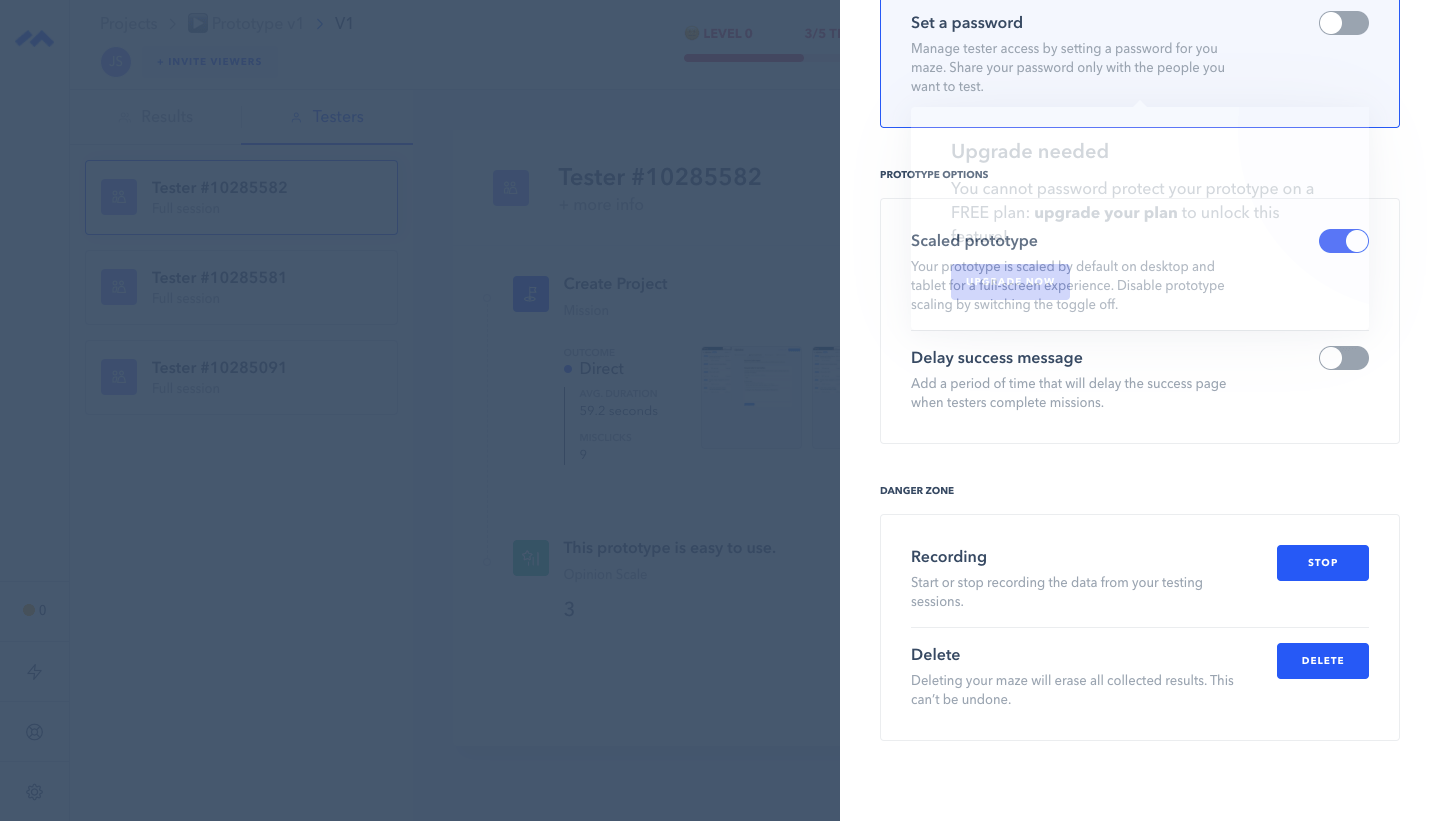 Projects
Prototype v1
V1
JS
+ INVITE VIEWERS
LEVEL 0
Results
Testers
Tester #10285582
Full session
Tester #10285581
Full session
Tester #10285091
Full session
0
Tester #10285582
+ more info
Create Project
Mission
OUTCOME
Direct
AVG. DURATION
59.2 seconds
MISCLICKS
9
This prototype is easy to use.
Opinion Scale
3
Set a password
Manage tester access by setting a password for you
maze. Share your password only with the people you
want to test.
Upgrade needed
You cannot password protect your prototype on a
FREE plan: upgrade your plan to unlock this
feature!
UPGRADE NOW
PROTOTYPE OPTIONS
Scaled prototype
Your prototype is scaled by default on desktop and
tablet for a full-screen experience. Disable prototype
scaling by switching the toggle off.
Delay success message
Add a period of time that will delay the success page
when testers complete missions.
DANGER ZONE
Recording
Start or stop recording the data from your testing
sessions.
STOP
Delete
Deleting your maze will erase all collected results. This
can't be undone.
DELETE